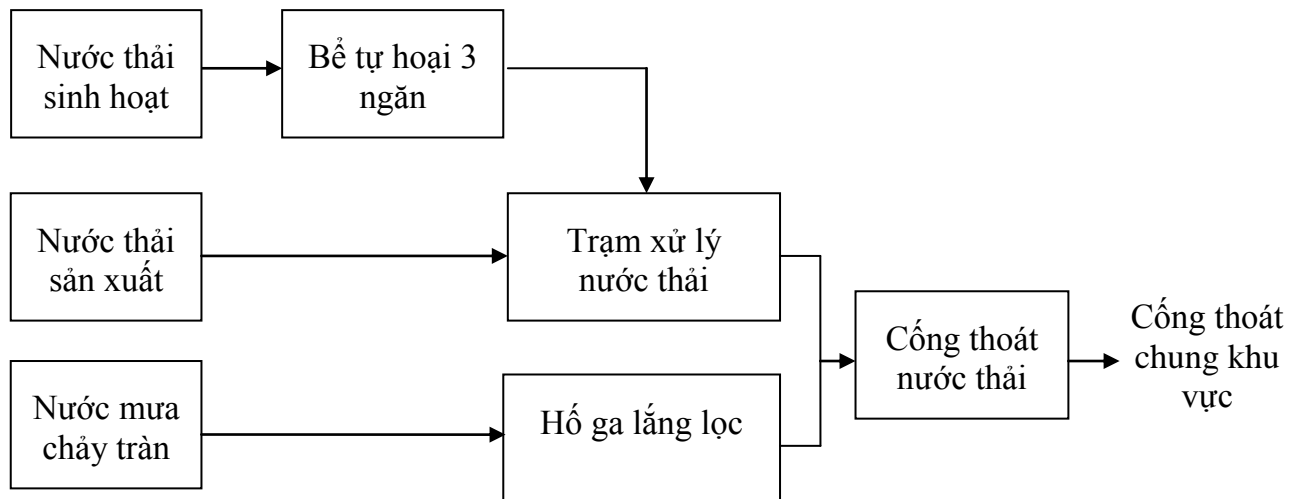 Nước thải
sinh hoạt
Bể tự hoại 3
ngăn
Nước thải
sản xuất
Trạm xử lý
nước thải
Cống thoát
nước thải
Cống thoát
chung khu
vực
Nước mưa
chảy tràn
Hố ga lắng lọc